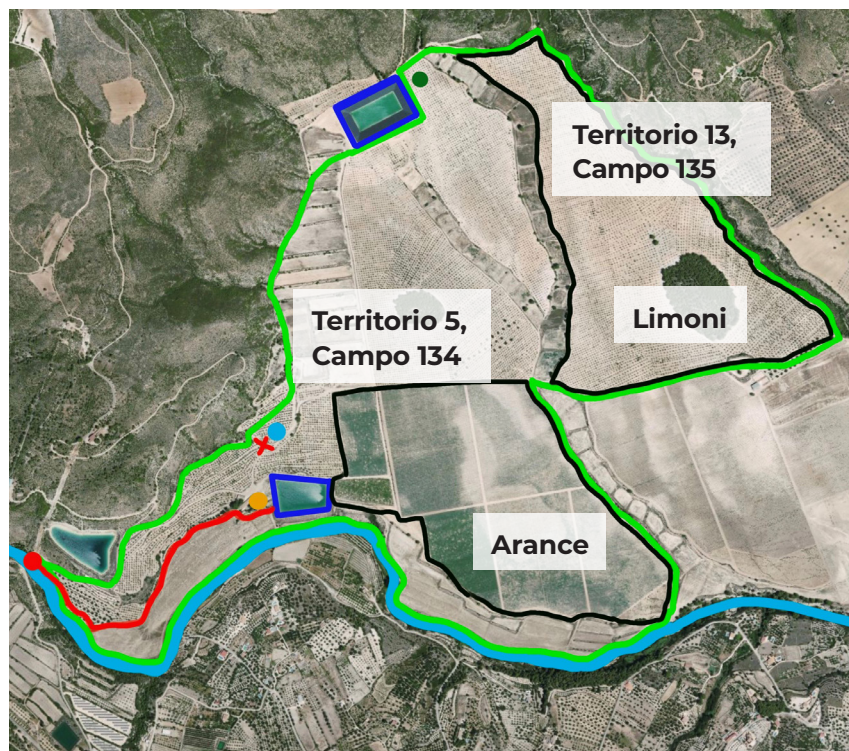 Territorio 13,
Campo 135
Limoni
Territorio 5,
Campo 134
Arance